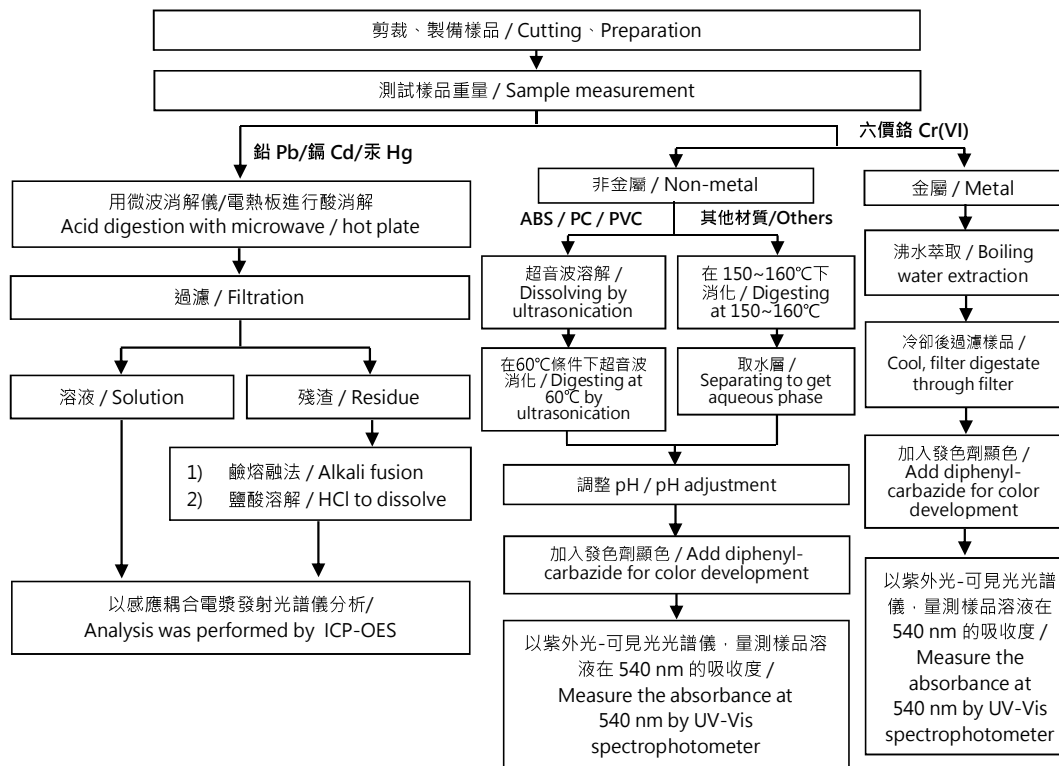 剪裁、製備樣品 / Cutting、Preparation
測試樣品重量 / Sample measurement
鉛 Pb/鎘 Cd/汞 Hg
六價鉻 Cr(VI)
用微波消解儀/電熱板進行酸消解
Acid digestion with microwave / hot plate
過濾 / Filtration
溶液 / Solution
殘渣 / Residue
1) 鹼熔融法 / Alkali fusion
2) 鹽酸溶解 / HCl to dissolve
以感應耦合電漿發射光譜儀分析/
Analysis was performed by ICP-OES
非金屬 / Non-metal
ABS / PC / PVC
其他材質/Others
超音波溶解 /
Dissolving by
ultrasonication
在 150~160℃下
消化 / Digesting
at 150~160℃
在60℃條件下超音波
消化 / Digesting at
60℃ by
ultrasonication
取水層 /
Separating to get
aqueous phase
調整 pH / pH adjustment
加入發色劑顯色 / Add diphenyl-
carbazide for color development
以紫外光-可見光光譜儀，量測樣品溶
液在 540 nm 的吸收度 /
Measure the absorbance at
540 nm by UV-Vis
spectrophotometer
金屬 / Metal
沸水萃取 / Boiling
water extraction
冷卻後過濾樣品 /
Cool, filter digestate
through filter
加入發色劑顯色 /
Add diphenyl-
carbazide for color
development
以紫外光-可見光光譜
儀，量測樣品溶液在
540 nm 的吸收度 /
Measure the
absorbance at
540 nm by UV-Vis
spectrophotometer